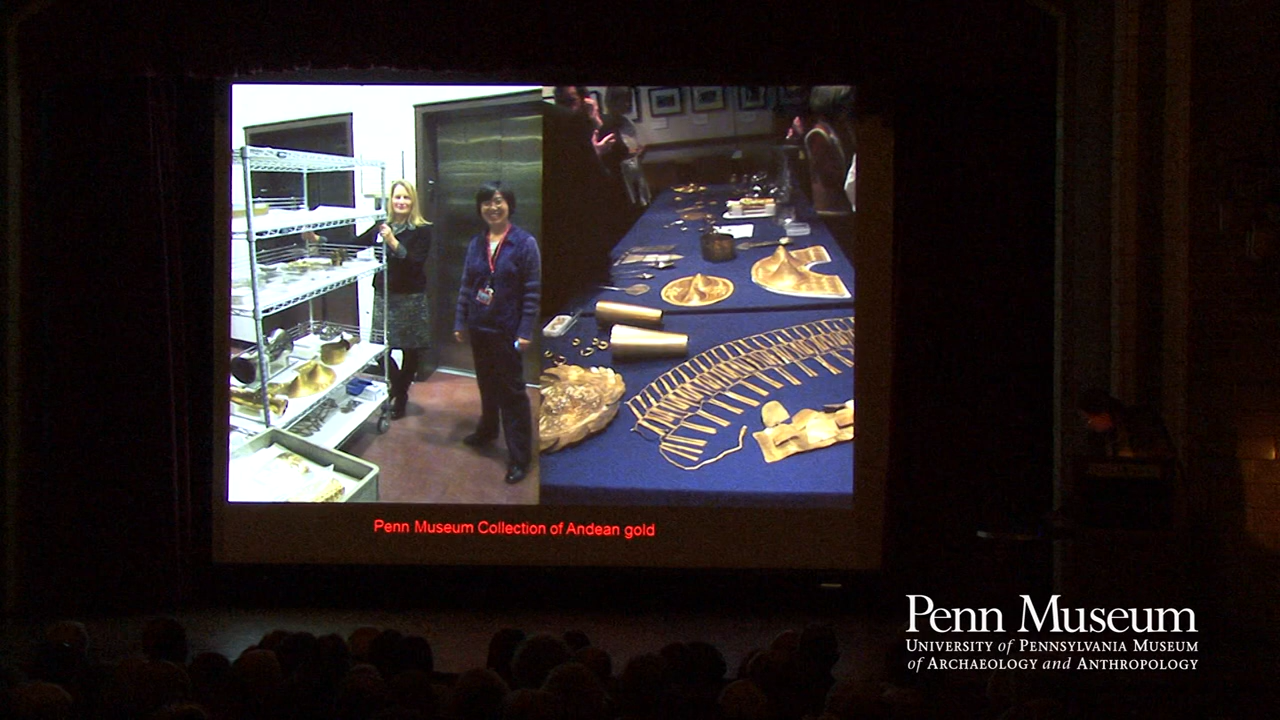 Penn Museum Collection of Andean gold
Penn Museum
University of Pennsylvania Museum
of Archaeology and Anthropology